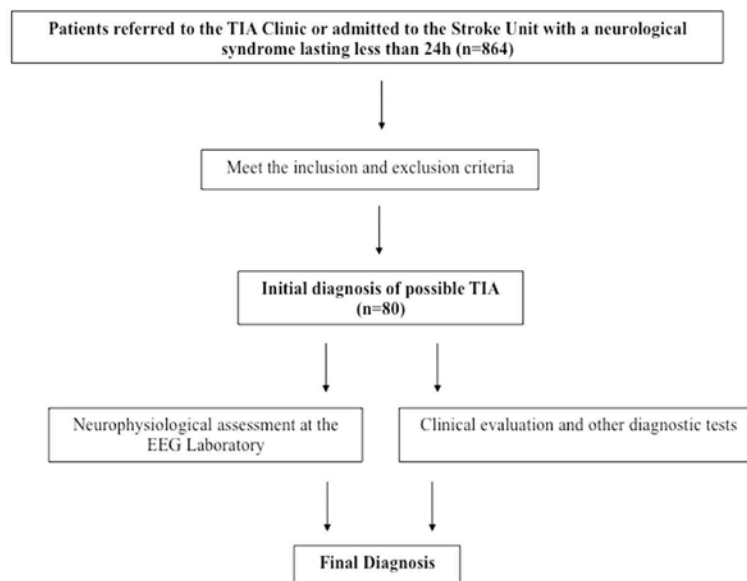 Patients referred to the TIA Clinic or admitted to the Stroke Unit with a neurological
syndrome lasting less than 24h (n=864)
Meet the inclusion and exclusion criteria
Initial diagnosis of possible TIA
(n=80)
Neurophysiological assessment at the
EEG Laboratory
Clinical evaluation and other diagnostic tests
Final Diagnosis